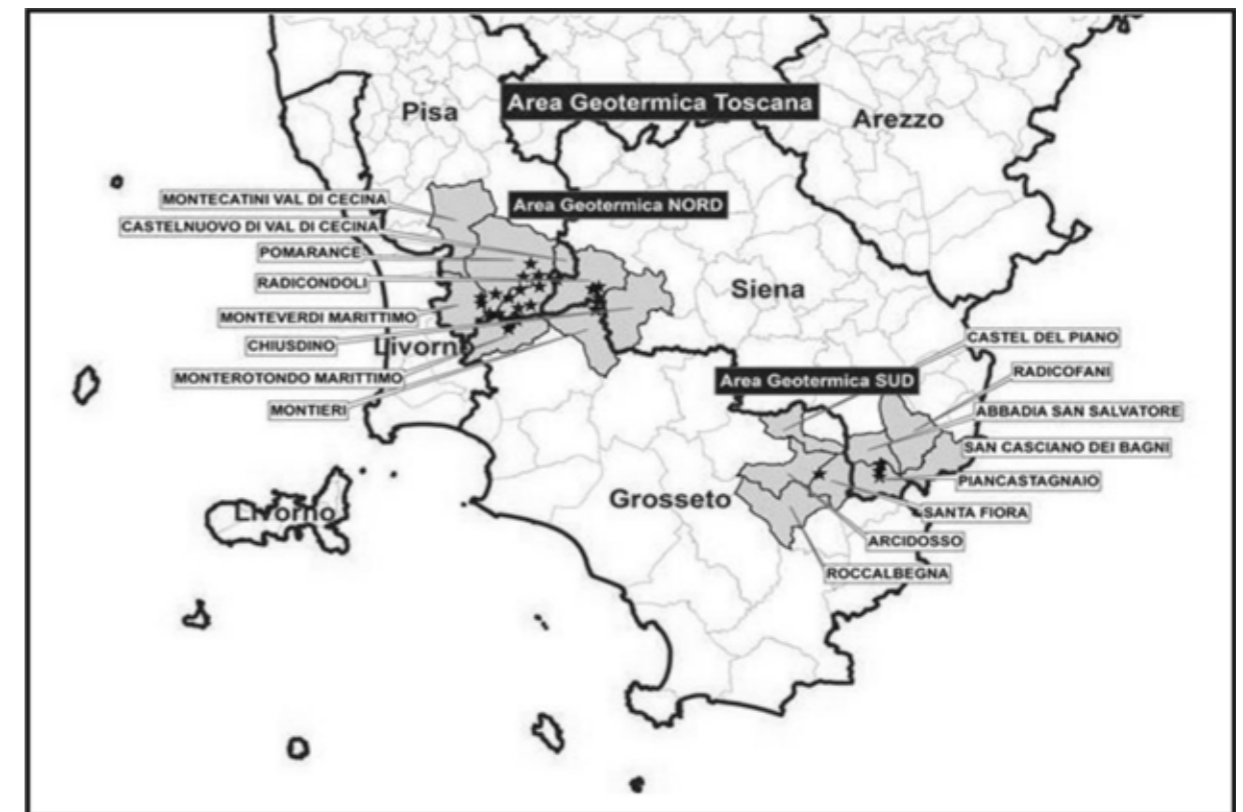 Area Geotermica Toscana
Pisa
Arezzo
MONTECATINI VAL DI CECINA
Area Geotermica NORD
CASTELNUOVO DI VAL DI CECINA
POMARANCE
RADICONDOLI
Siena
MONTEVERDI MARITTIMO
CHIUSDINO
Livorno
MONTEROTONDO MARITTIMO
MONTIERI
CASTEL DEL PIANO
RADICOFANI
Area Geotermica SUD
ABBADIA SAN SALVATORE
SAN CASCIANO DEI BAGNI
PIANCASTAGNAIO
Grosseto
SANTA FIORA
Livorno
ARCIDOSSO
ROCCALBEGNA